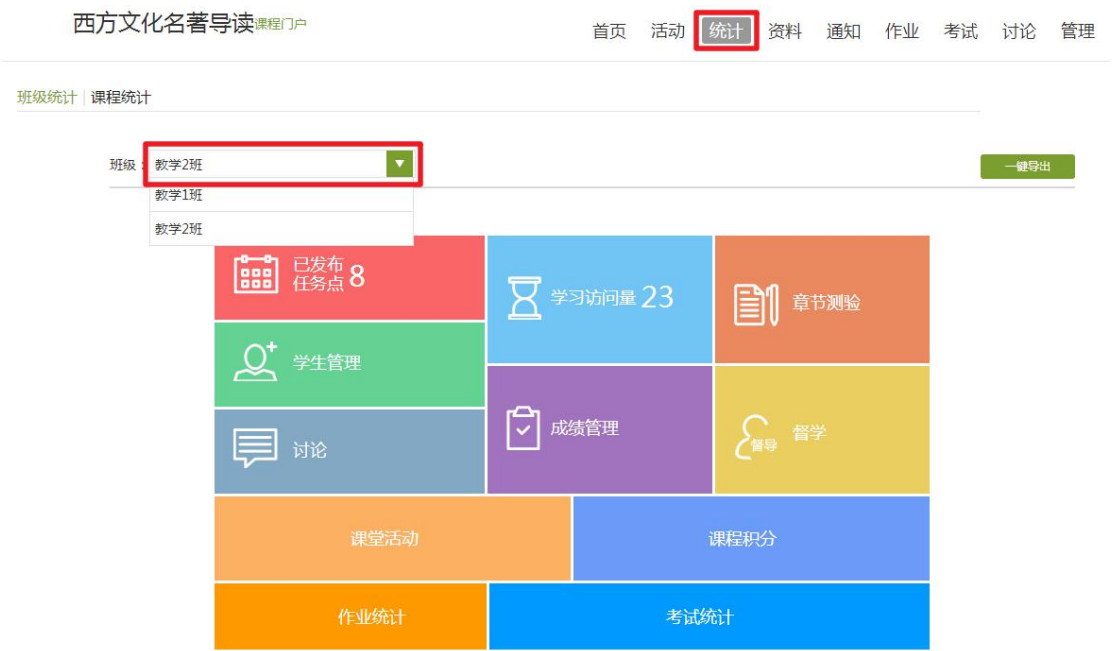 西方文化名著导读课程门户
首页 活动 统计 资料 通知 作业 考试 讨论 管理
班级统计|课程统计
班级：教学2班
一键导出
教学1班
教学2班
已发布
任务点 8
学习访问量 23
章节测验
学生管理
成绩管理
督导
督学
讨论
课堂活动
课程积分
作业统计
考试统计